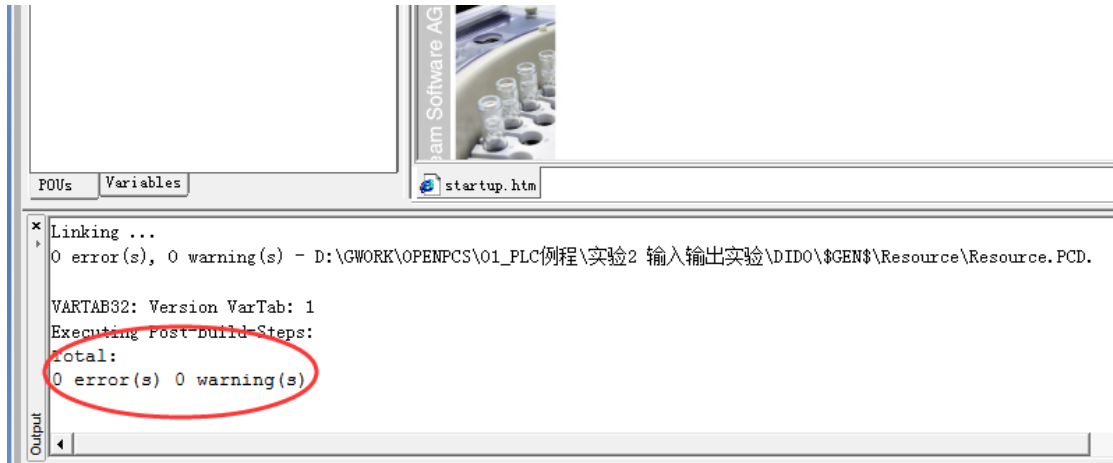 am Software AG
POUs
Variables
startup.htm
Linking ...
0 error(s), 0 warning(s) - D:\GWORK\OPENPCS\01_PLC例程\实验2 输入输出实验\DIDO\$GEN$\Resource\Resource.PCD.
VARTAB32: Version VarTab: 1
Executing Post-Build-Steps:
Total:
0 error(s) 0 warning(s)
Output